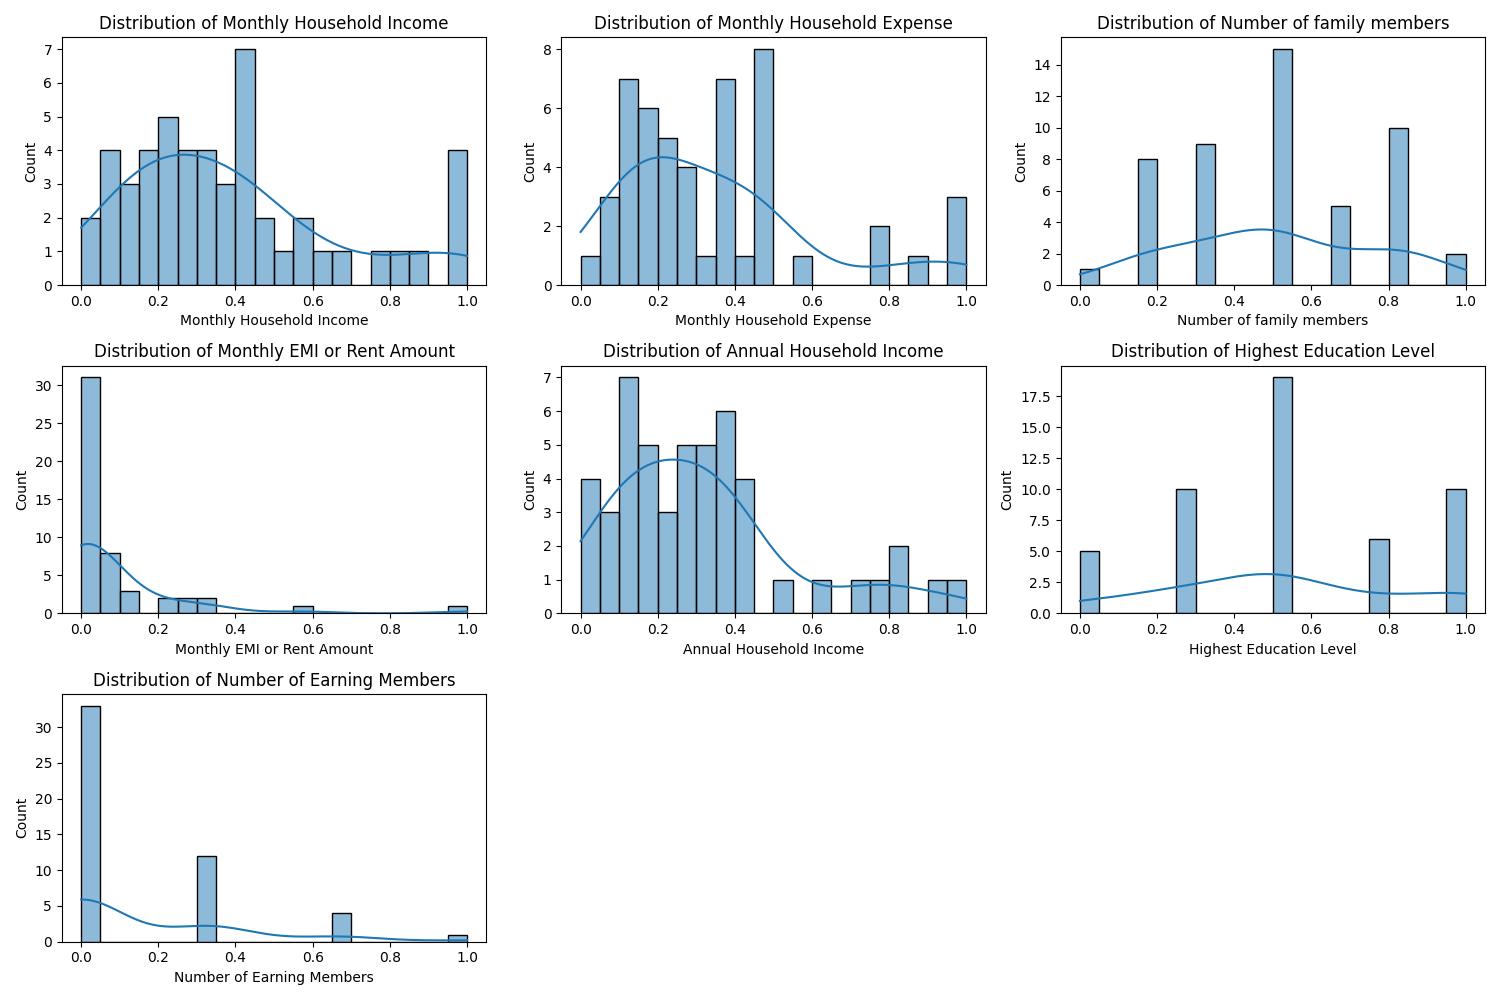 Distribution of Monthly Household Income
7
6
5
4
3
2
1
0
Count
0.0 0.2 0.4 0.6 0.8 1.0
Monthly Household Income
Distribution of Monthly Household Expense
8
6
4
2
0
Count
0.0 0.2 0.4 0.6 0.8 1.0
Monthly Household Expense
Distribution of Number of family members
14
12
10
8
6
4
2
0
Count
0.0 0.2 0.4 0.6 0.8 1.0
Number of family members
Distribution of Monthly EMI or Rent Amount
30
25
20
15
10
5
0
Count
0.0 0.2 0.4 0.6 0.8 1.0
Monthly EMI or Rent Amount
Distribution of Annual Household Income
7
6
5
4
3
2
1
0
Count
0.0 0.2 0.4 0.6 0.8 1.0
Annual Household Income
Distribution of Highest Education Level
17.5
15.0
12.5
10.0
7.5
5.0
2.5
0.0
Count
0.0 0.2 0.4 0.6 0.8 1.0
Highest Education Level
Distribution of Number of Earning Members
30
25
20
15
10
5
0
Count
0.0 0.2 0.4 0.6 0.8 1.0
Number of Earning Members